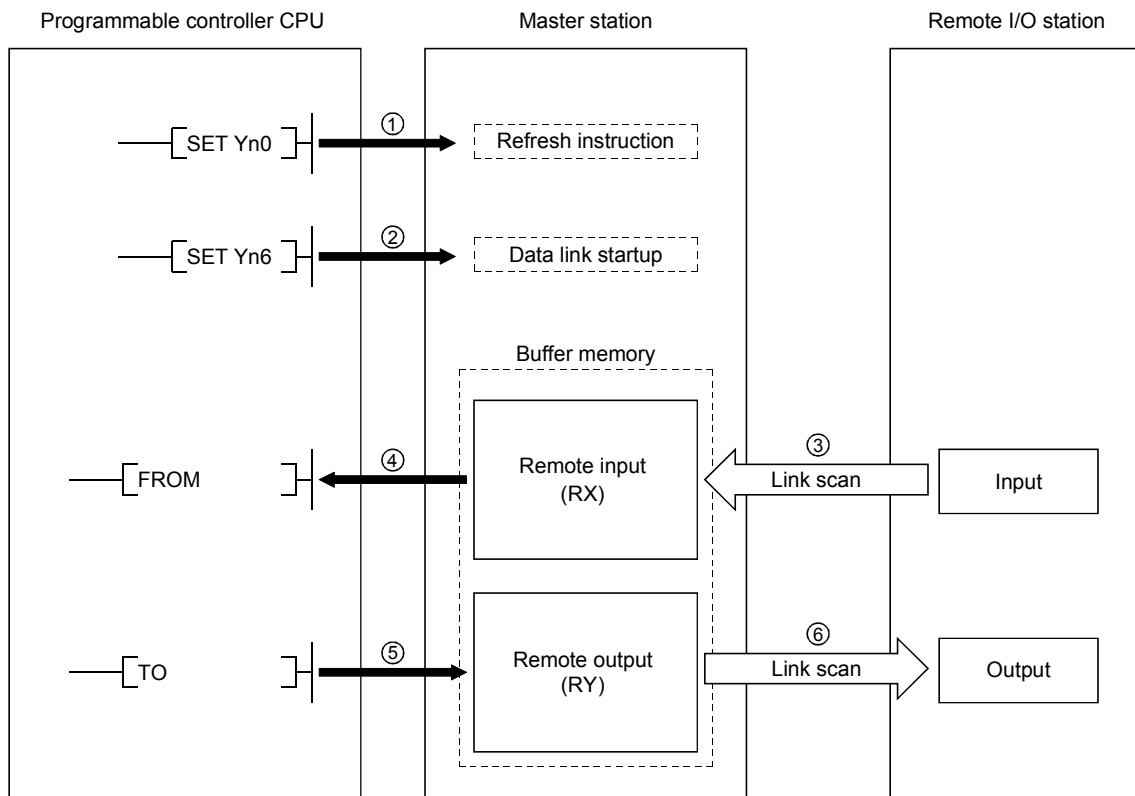 Programmable controller CPU
Master station
Remote I/O station
SET Yn0
①
Refresh instruction
SET Yn6
②
Data link startup
Buffer memory
FROM
④
Remote input
(RX)
③
Link scan
Input
TO
⑤
Remote output
(RY)
⑥
Link scan
Output